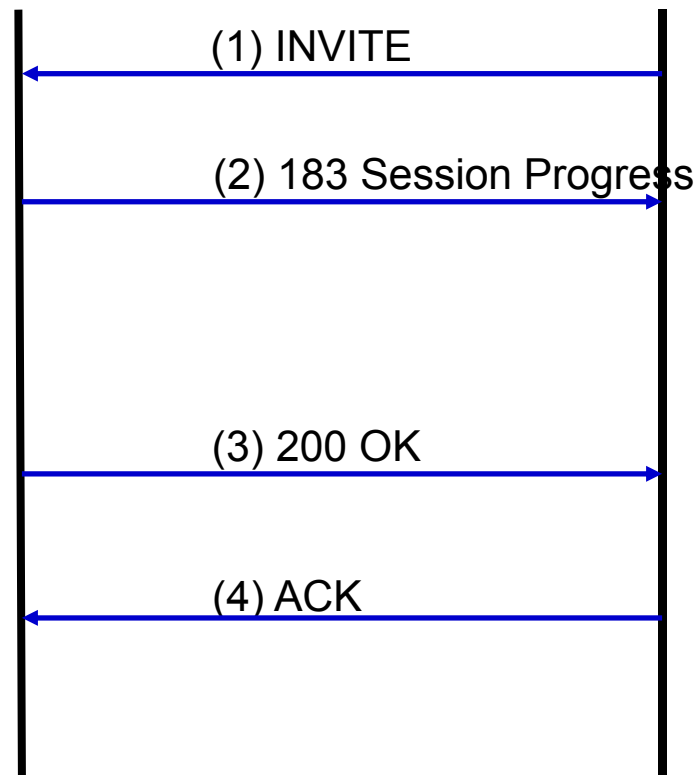 (1) INVITE
(2) 183 Session Progress
(3) 200 OK
(4) ACK